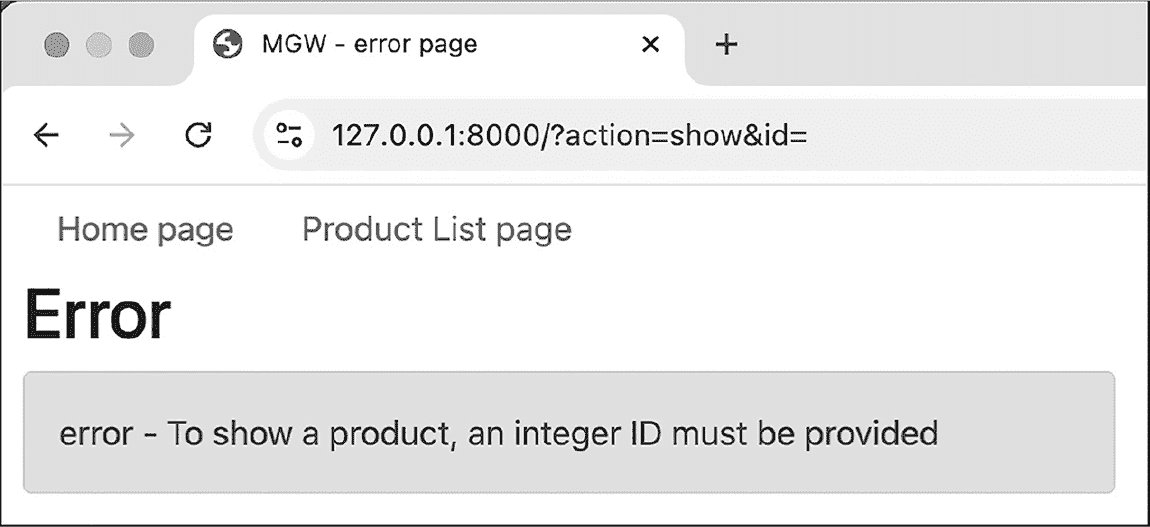 MGW - error page
127.0.0.1:8000/?action=show&id=
Home page Product List page
Error
error - To show a product, an integer ID must be provided